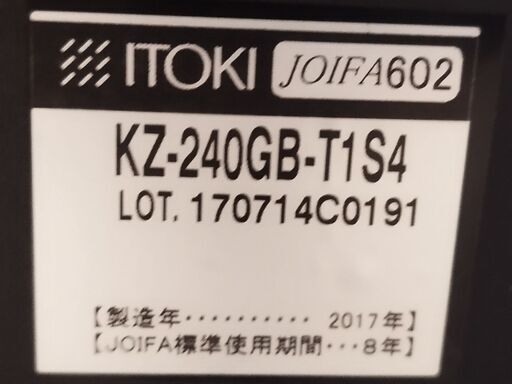 ITOKI JOIFA602
KZ-240GB-T1S4
LOT. 170714C0191
【製造年・・・・・・・・・・ 2017年】
【JOIFA標準使用期間・・・8年】